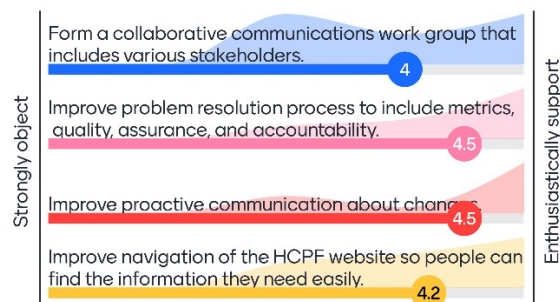 Strongly object
Form a collaborative communications work group that
includes various stakeholders.
4
Improve problem resolution process to include metrics,
quality, assurance, and accountability.
4.5
Improve proactive communication about changes.
4.5
Improve navigation of the HCPF website so people can
find the information they need easily.
4.2
Enthusiastically support